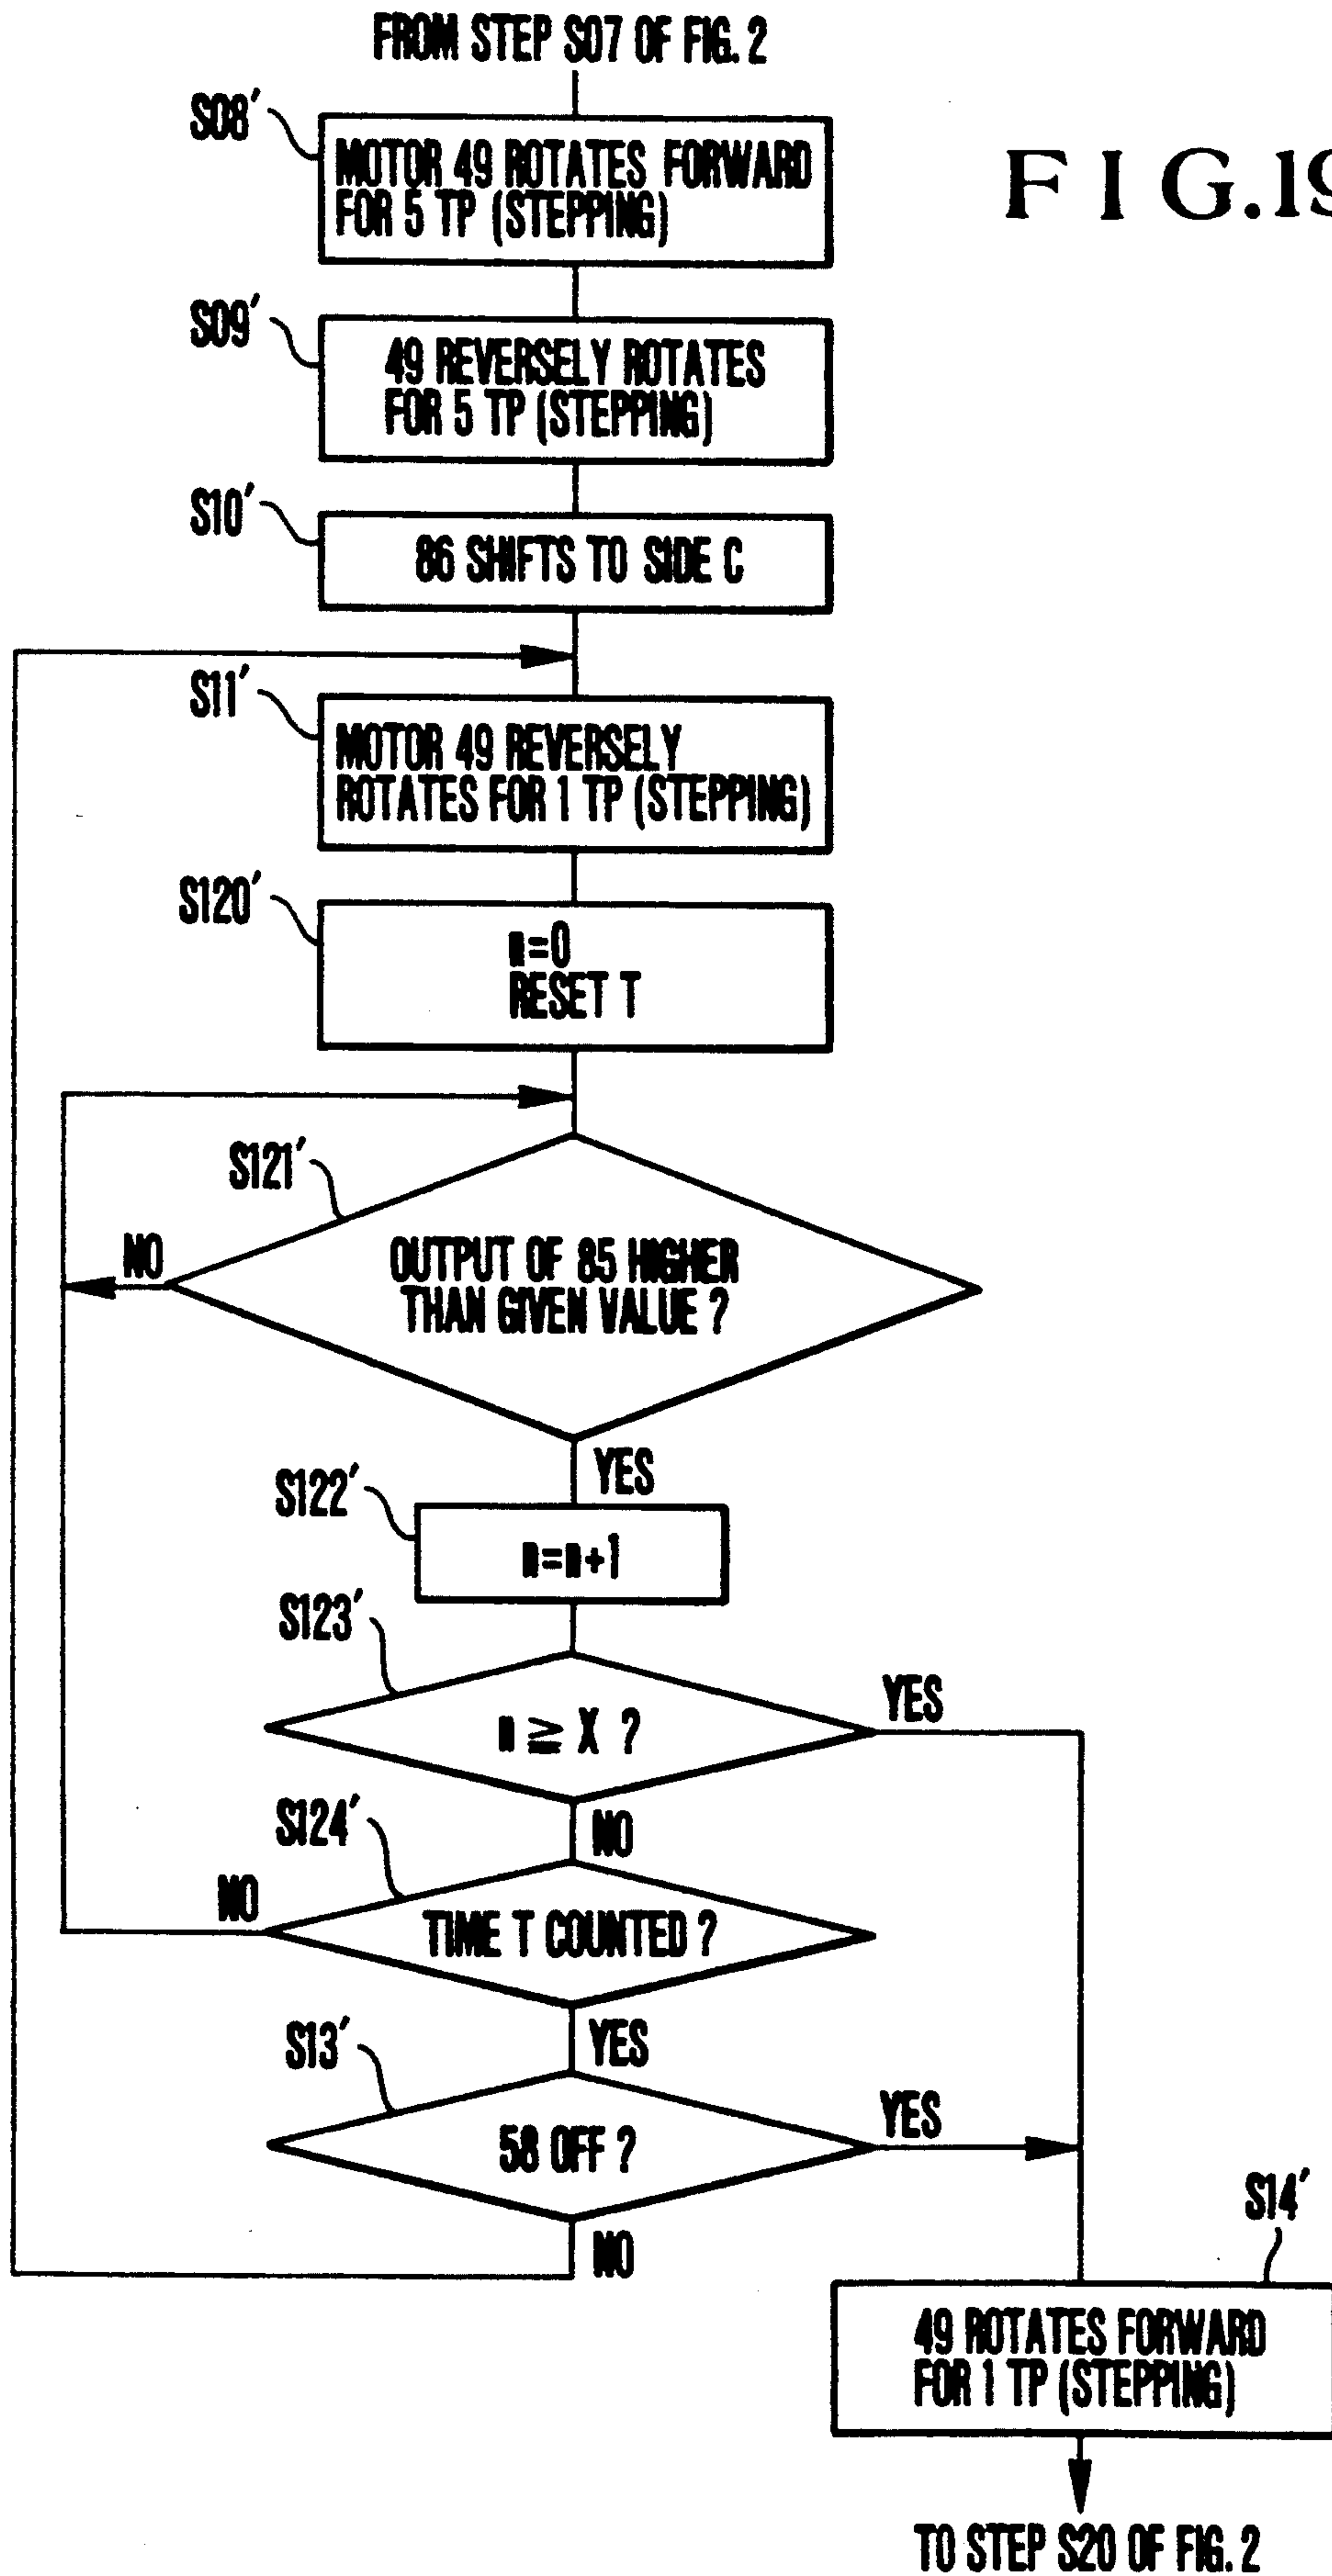 FROM STEP S07 OF FIG. 2
F I G.19
S08'
MOTOR 49 ROTATES FORWARD
FOR 5 TP (STEPPING)
S09'
49 REVERSELY ROTATES
FOR 5 TP (STEPPING)
S10'
86 SHIFTS TO SIDE C
S11'
MOTOR 49 REVERSELY
ROTATES FOR 1 TP (STEPPING)
S120'
n=0
RESET T
S121'
NO
OUTPUT OF 85 HIGHER
THAN GIVEN VALUE ?
YES
S122'
n=n+1
S123'
n ≧ X ?
YES
NO
S124'
NO
TIME T COUNTED ?
YES
S13'
58 OFF ?
YES
NO
S14'
49 ROTATES FORWARD
FOR 1 TP (STEPPING)
TO STEP S20 OF FIG. 2